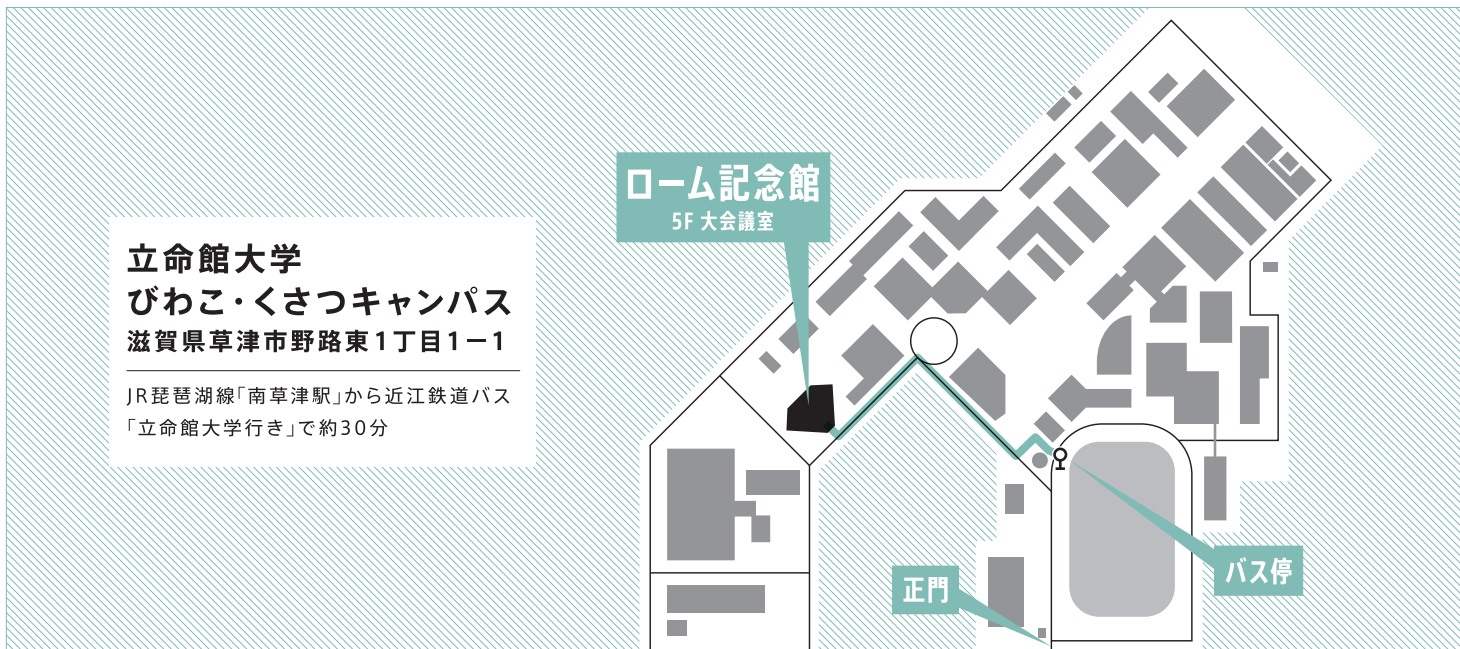 立命館大学
びわこ・くさつキャンパス
滋賀県草津市野路東1丁目1ー1
JR琵琶湖線「南草津駅」から近江鉄道バス
「立命館大学行き」で約30分
ローム記念館
5F 大会議室
正門
バス停